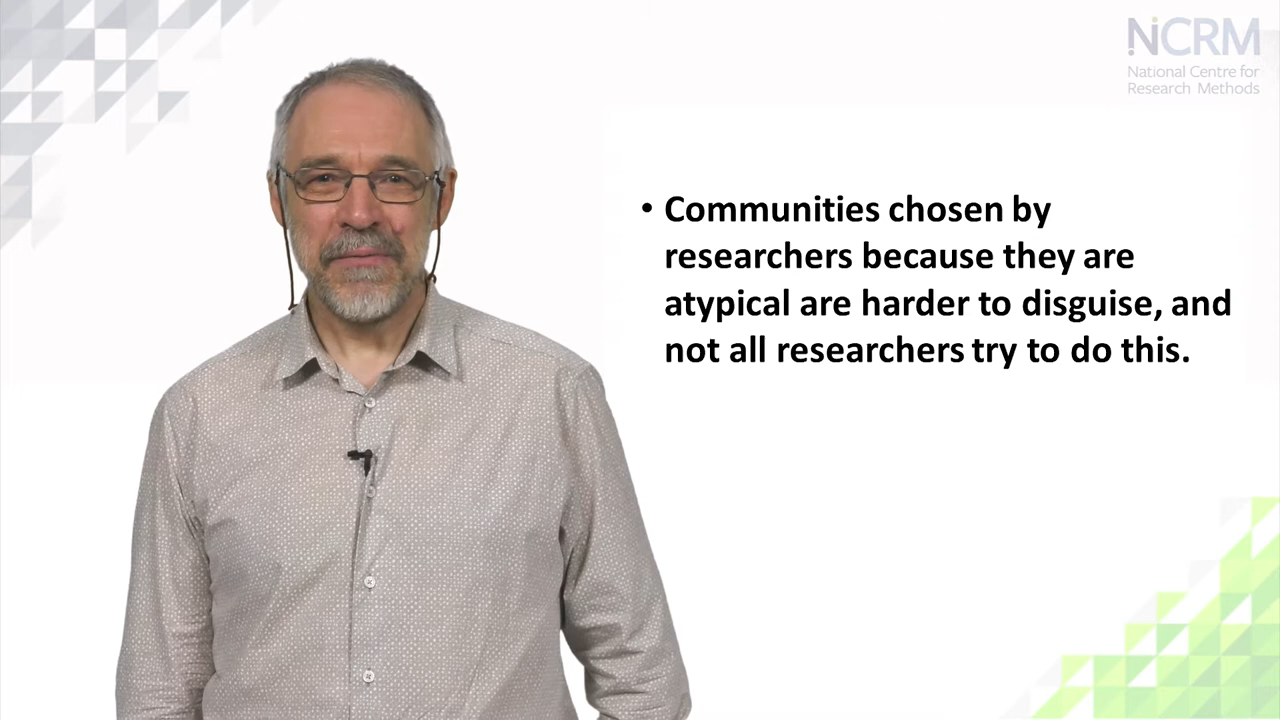 NCRM
National Centre for
Research Methods
• Communities chosen by
researchers because they are
atypical are harder to disguise, and
not all researchers try to do this.